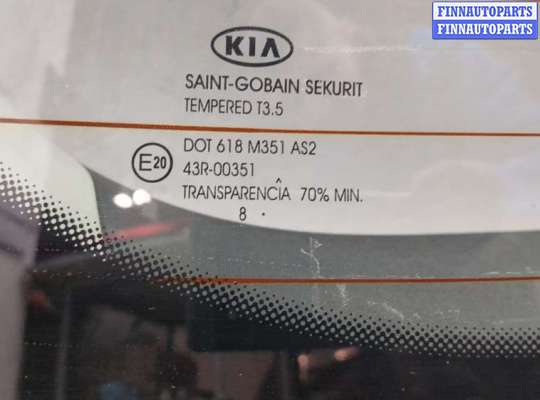 FINNAUTOPARTS
FINNAUTOPARTS
KIA
SAINT-GOBAIN SEKURIT
TEMPERED T3.5
DOT 618 M351 AS2
E20
43R-00351
TRANSPARENCÎA 70% MIN.
8 .